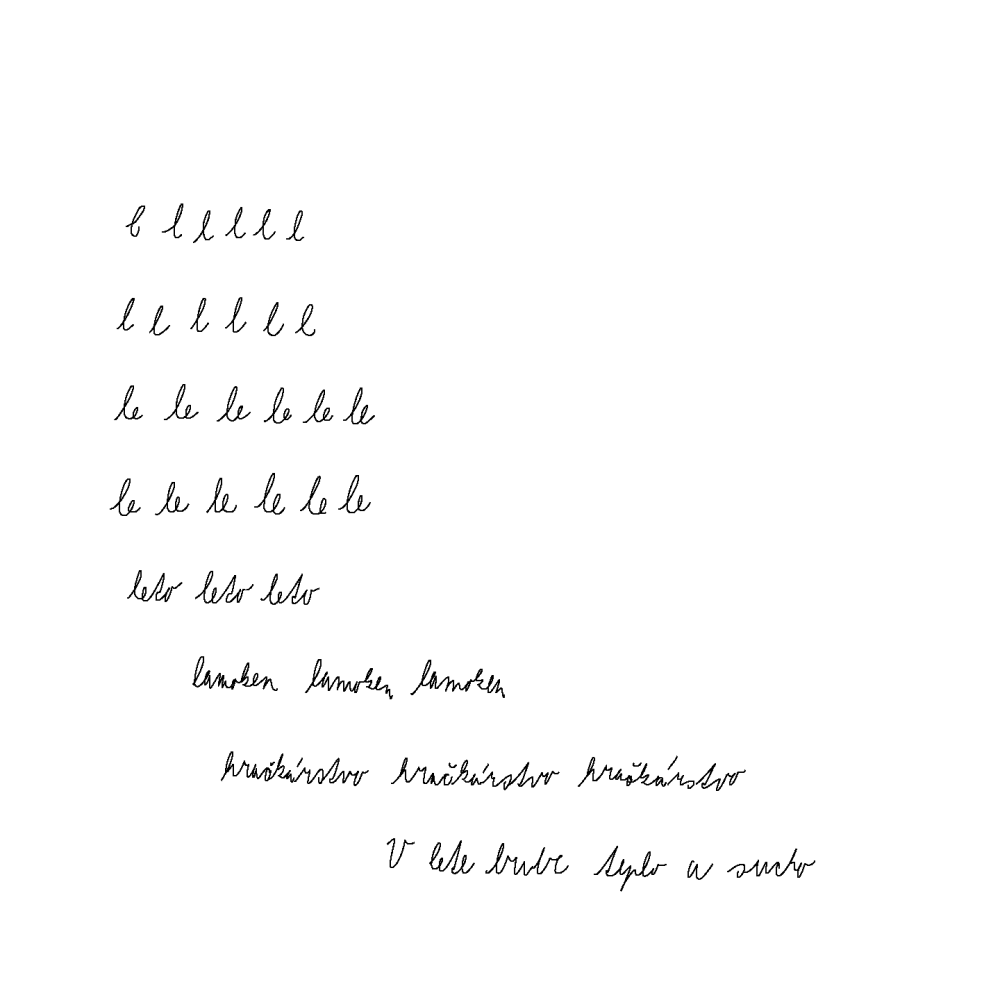 l l l l l l
l l l l l l
le le le le le le
le le le le le le
leto leto leto
lamoken lamoken lamoken
hračkárstvo hračkárstvo hračkárstvo
V lete teplo a sucho